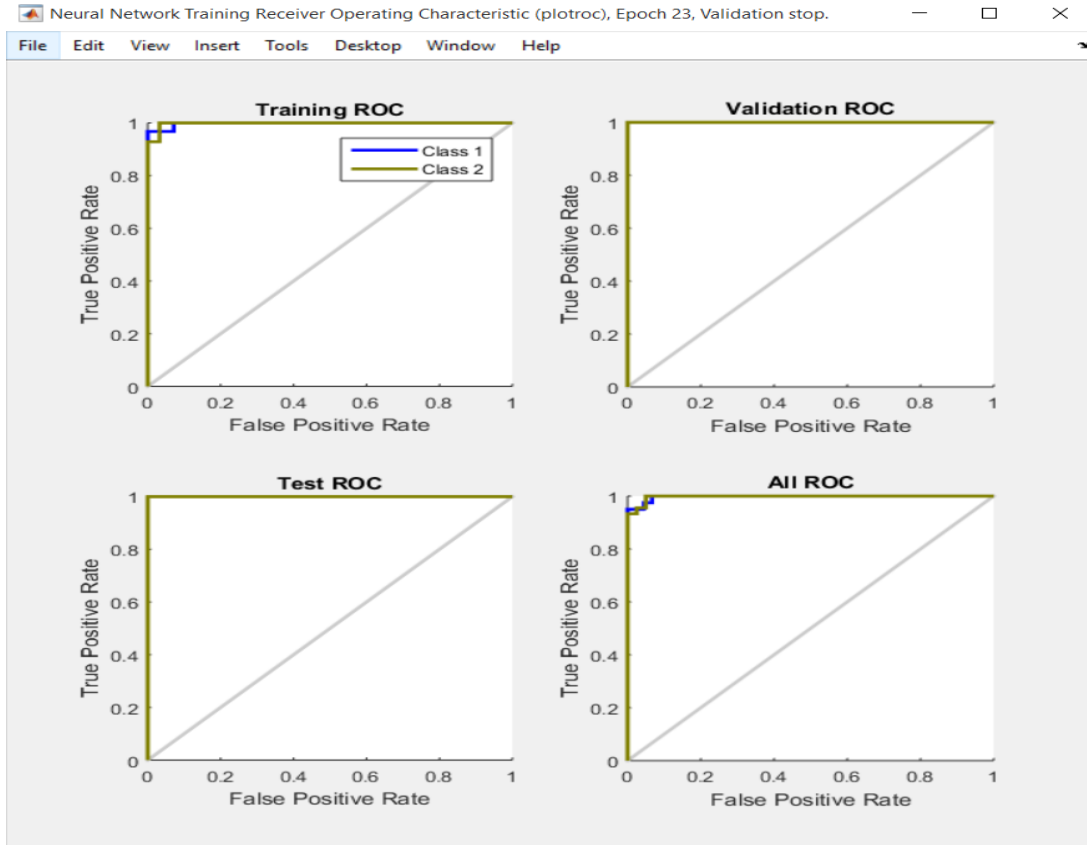 Neural Network Training Receiver Operating Characteristic (plotroc), Epoch 23, Validation stop.
File Edit View Insert Tools Desktop Window Help
Training ROC
Class 1
Class 2
True Positive Rate
1
0.8
0.6
0.4
0.2
0
0 0.2 0.4 0.6 0.8 1
False Positive Rate
Validation ROC
True Positive Rate
1
0.8
0.6
0.4
0.2
0
0 0.2 0.4 0.6 0.8 1
False Positive Rate
Test ROC
True Positive Rate
1
0.8
0.6
0.4
0.2
0
0 0.2 0.4 0.6 0.8 1
False Positive Rate
All ROC
True Positive Rate
1
0.8
0.6
0.4
0.2
0
0 0.2 0.4 0.6 0.8 1
False Positive Rate